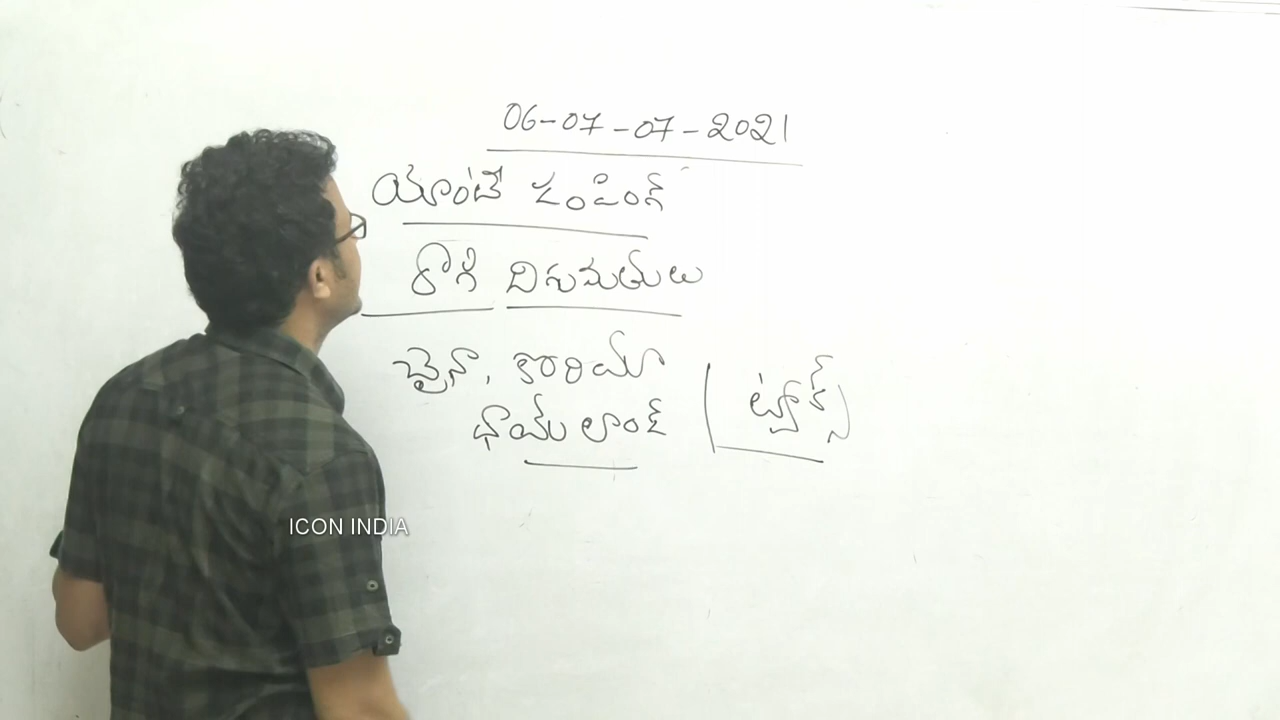 06-07-07-2021
యాంటీ డంపింగ్
రాగి దిగుమతులు
చైనా, కొరియా
థాయ్ లాండ్
ట్యాక్స్
ICON INDIA